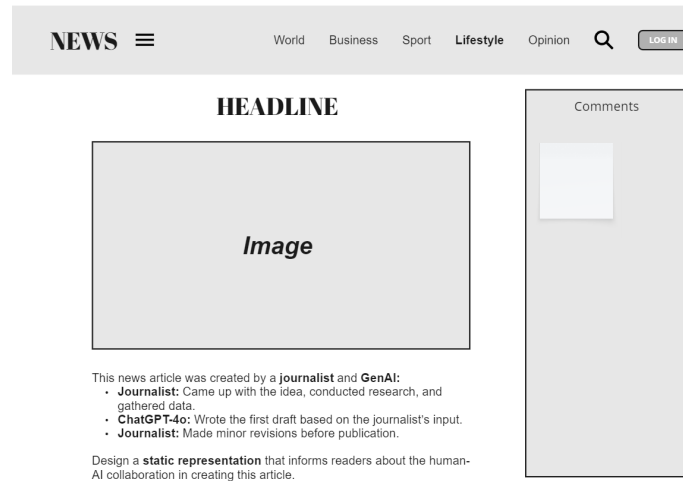 NEWS World Business Sport Lifestyle Opinion LOG IN
HEADLINE
Image
This news article was created by a journalist and GenAI:
• Journalist: Came up with the idea, conducted research, and
gathered data.
• ChatGPT-4o: Wrote the first draft based on the journalist's input.
• Journalist: Made minor revisions before publication.
Design a static representation that informs readers about the human-
AI collaboration in creating this article.
Comments